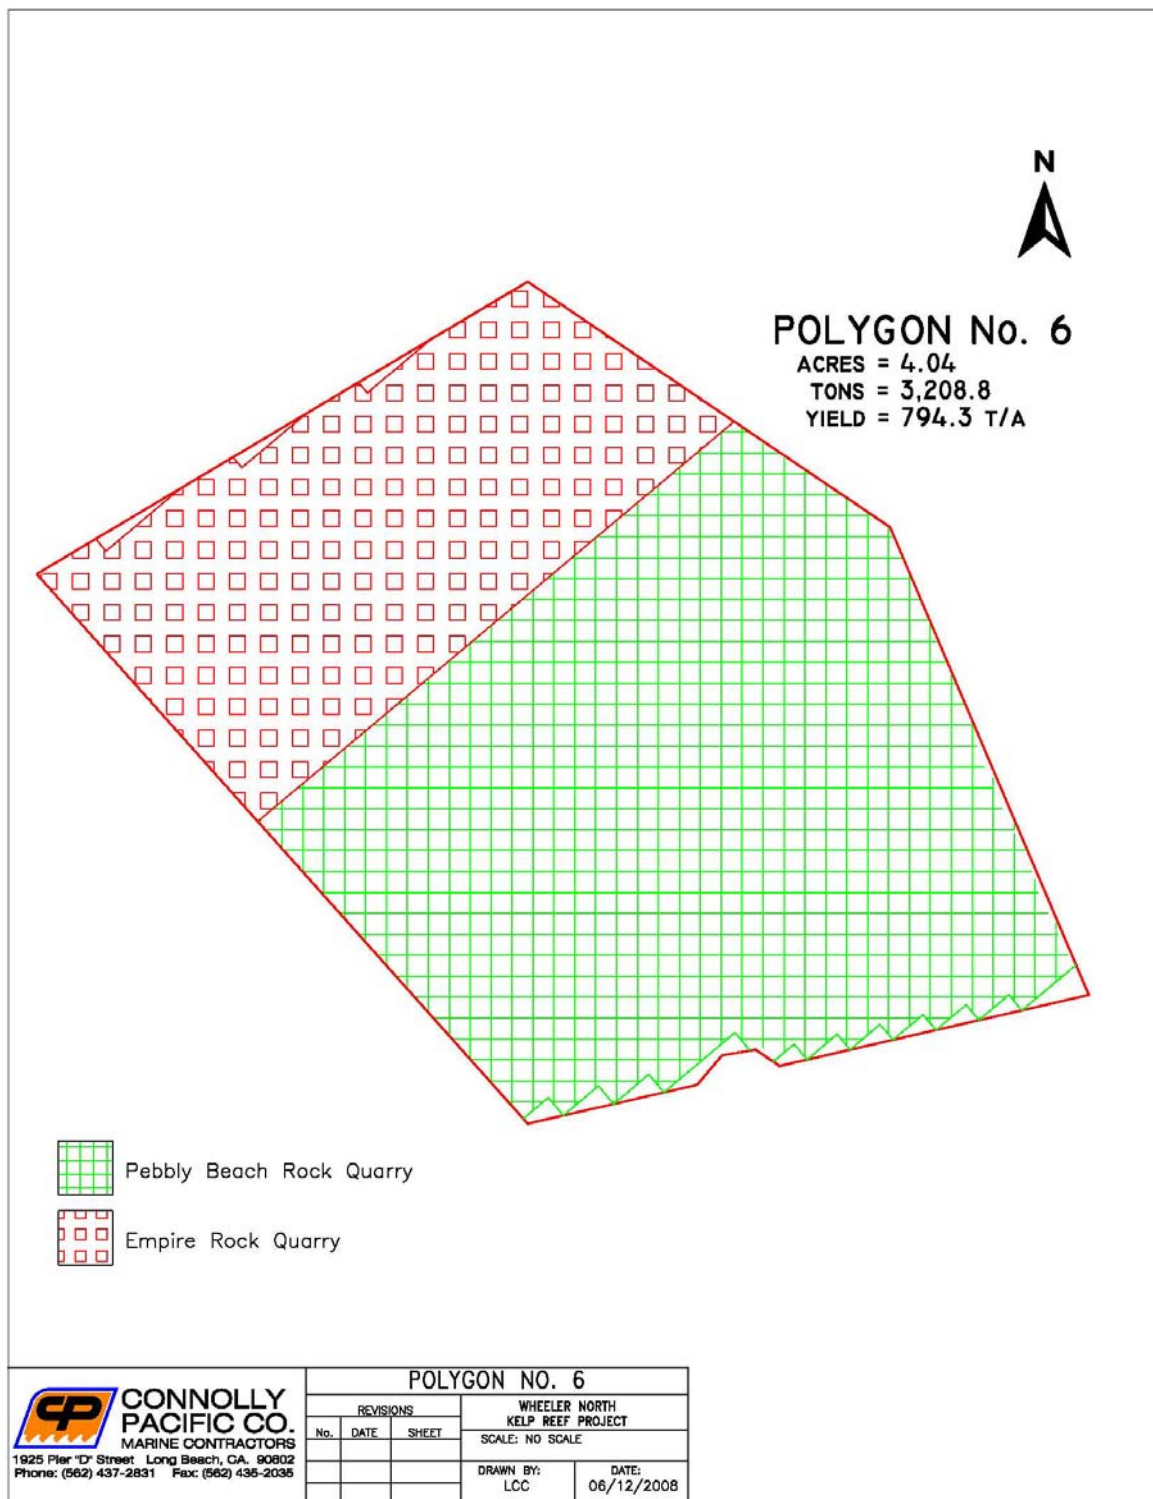 N
POLYGON No. 6
ACRES = 4.04
TONS = 3,208.8
YIELD = 794.3 T/A
Pebbly Beach Rock Quarry
Empire Rock Quarry
CP
CONNOLLY
PACIFIC CO.
MARINE CONTRACTORS
1925 Pier "D" Street Long Beach, CA. 90802
Phone: (562) 437-2831 Fax: (562) 435-2035
POLYGON NO. 6
REVISIONS
No. DATE SHEET
WHEELER NORTH
KELP REEF PROJECT
SCALE: NO SCALE
DRAWN BY:
LCC
DATE:
06/12/2008